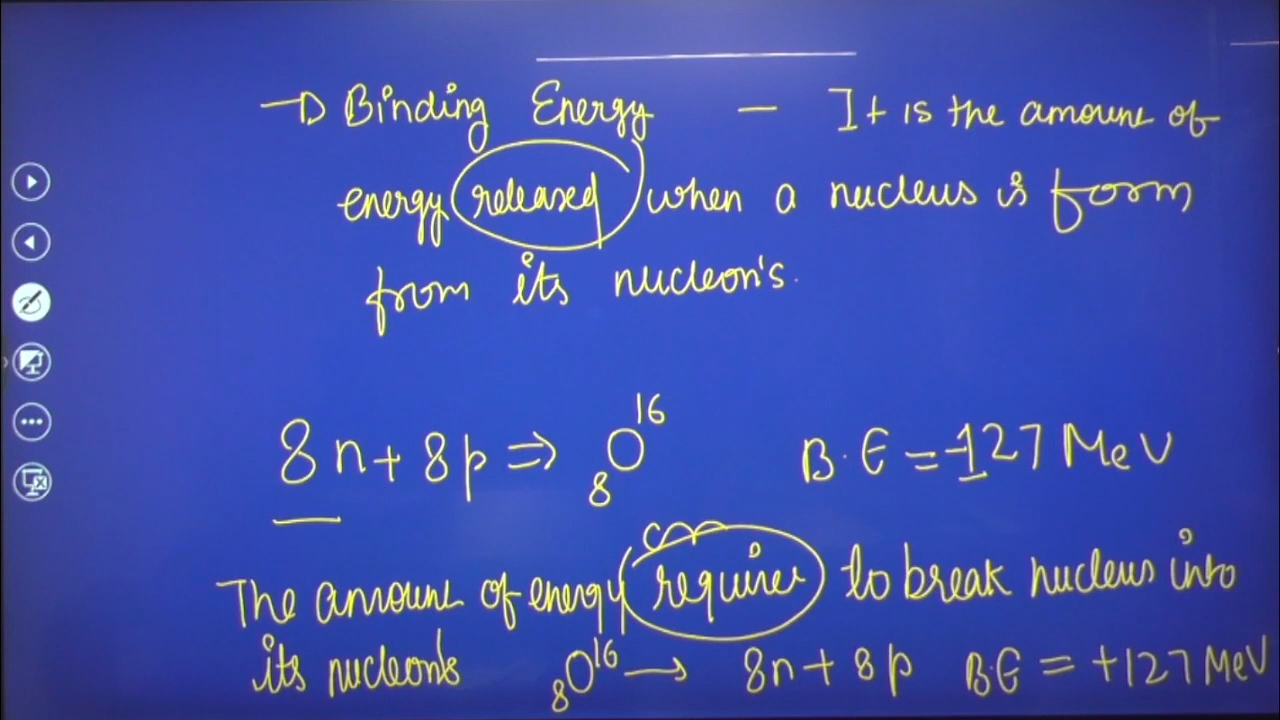 → Binding Energy — It is the amount of
energy released when a nucleus is form
from its nucleon's.
8n + 8p ⇒ ₈O¹⁶ B.E = -127 MeV
The amount of energy require to break nucleus into
its nucleons ₈O¹⁶ → 8n + 8p BE = +127 MeV